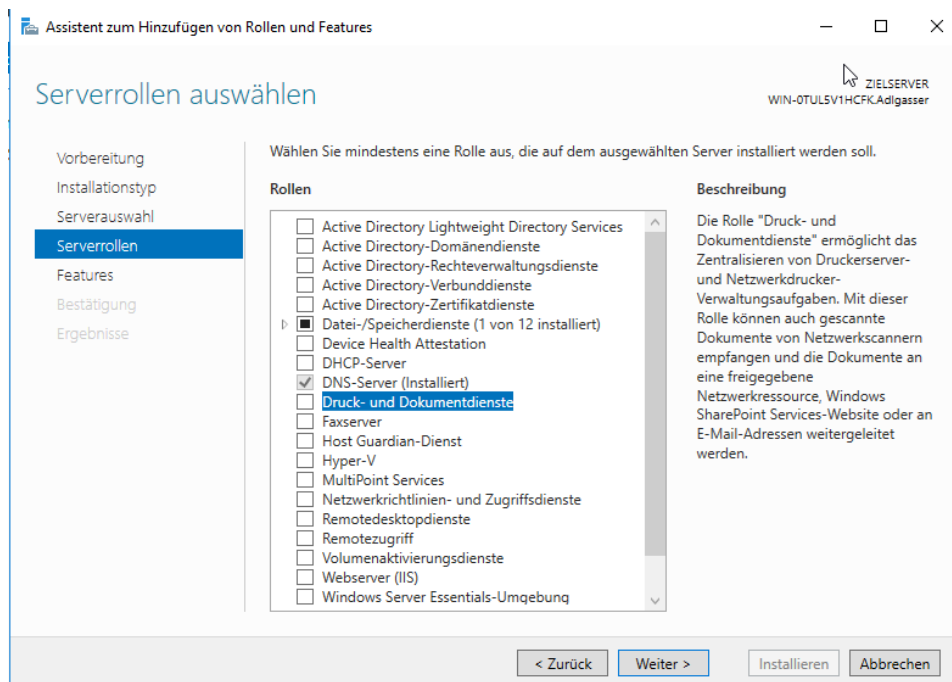 Assistent zum Hinzufügen von Rollen und Features
Serverrollen auswählen
ZIELSERVER
WIN-0TUL5V1HCFK.Adlgasser
Vorbereitung
Installationstyp
Serverauswahl
Serverrollen
Features
Bestätigung
Ergebnisse
Wählen Sie mindestens eine Rolle aus, die auf dem ausgewählten Server installiert werden soll.
Rollen
Active Directory Lightweight Directory Services
Active Directory-Domänendienste
Active Directory-Rechteverwaltungsdienste
Active Directory-Verbunddienste
Active Directory-Zertifikatdienste
Datei-/Speicherdienste (1 von 12 installiert)
Device Health Attestation
DHCP-Server
DNS-Server (Installiert)
Druck- und Dokumentdienste
Faxserver
Host Guardian-Dienst
Hyper-V
MultiPoint Services
Netzwerkrichtlinien- und Zugriffsdienste
Remotedesktopdienste
Remotezugriff
Volumenaktivierungsdienste
Webserver (IIS)
Windows Server Essentials-Umgebung
Beschreibung
Die Rolle "Druck- und
Dokumentdienste" ermöglicht das
Zentralisieren von Druckerserver-
und Netzwerkdrucker-
Verwaltungsaufgaben. Mit dieser
Rolle können auch gescannte
Dokumente von Netzwerkscannern
empfangen und die Dokumente an
eine freigegebene
Netzwerkressource, Windows
SharePoint Services-Website oder an
E-Mail-Adressen weitergeleitet
werden.
< Zurück
Weiter >
Installieren
Abbrechen